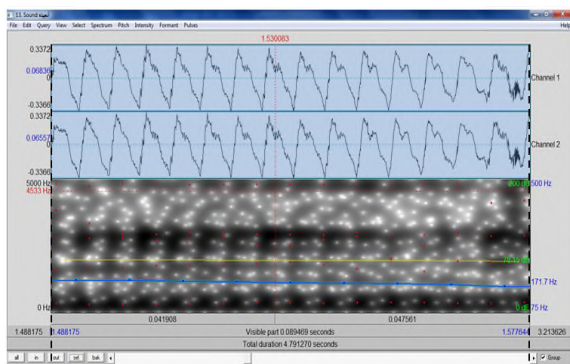 13. Sound لميئة
File Edit Query View Select Spectrum Pitch Intensity Formant Pulses Help
1.530083
0.3372
0.06836
0
-0.3366
Channel 1
0.3372
0.06557
0
-0.3366
Channel 2
5000 Hz
4533 Hz
500 Hz
171.7 Hz
0 Hz
75 Hz
0.041908 0.047561
1.488175 1.488175 Visible part 0.089469 seconds 1.577644 3.213626
Total duration 4.791270 seconds
all in out sel bak Group